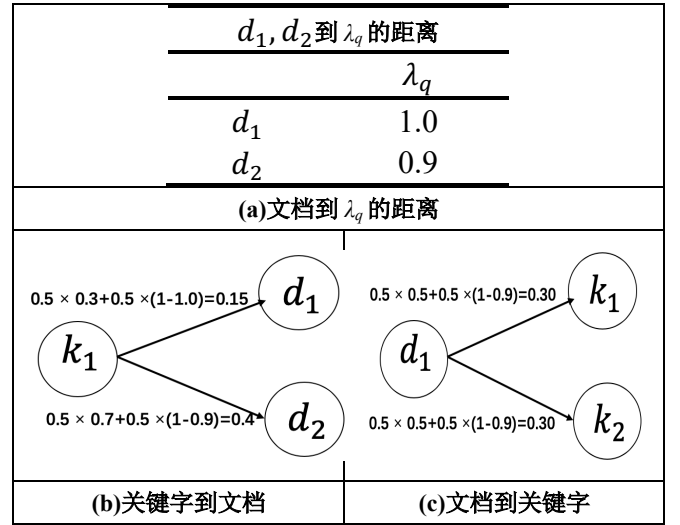 d₁, d₂到 λq 的距离
λq
d₁ 1.0
d₂ 0.9
(a)文档到 λq 的距离
0.5 × 0.3+0.5 ×(1-1.0)=0.15
d₁
k₁
0.5 × 0.7+0.5 ×(1-0.9)=0.4
d₂
0.5 × 0.5+0.5 ×(1-0.9)=0.30
k₁
d₁
0.5 × 0.5+0.5 ×(1-0.9)=0.30
k₂
(b)关键字到文档
(c)文档到关键字